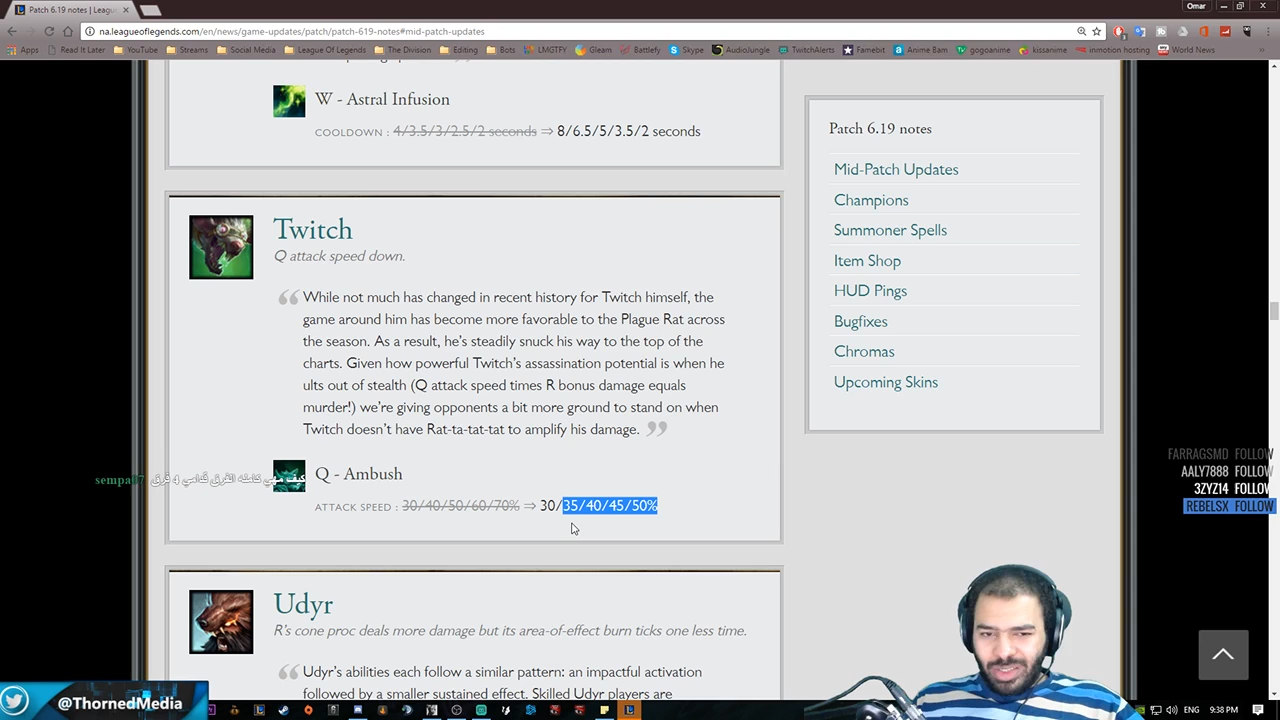 Patch 6.19 notes | Leagu
Omar
na.leagueoflegends.com/en/news/game-updates/patch/patch-619-notes#mid-patch-updates
Apps Read It Later YouTube Streams Social Media League Of Legends The Division Editing Bots LMGTFY Gleam Battlefy Skype AudioJungle TwitchAlerts Famebit Anime Bam gogoanime kissanime inmotion hosting World News
W - Astral Infusion
COOLDOWN : 4/3.5/3/2.5/2 seconds ⇒ 8/6.5/5/3.5/2 seconds
Twitch
Q attack speed down.
While not much has changed in recent history for Twitch himself, the
game around him has become more favorable to the Plague Rat across
the season. As a result, he's steadily snuck his way to the top of the
charts. Given how powerful Twitch's assassination potential is when he
ults out of stealth (Q attack speed times R bonus damage equals
murder!) we're giving opponents a bit more ground to stand on when
Twitch doesn't have Rat-ta-tat-tat to amplify his damage.
Q - Ambush
sempa07 كيف مهي كاملة الفرق قدامي 4 فرق
ATTACK SPEED : 30/40/50/60/70% ⇒ 30/35/40/45/50%
Udyr
R's cone proc deals more damage but its area-of-effect burn ticks one less time.
Udyr's abilities each follow a similar pattern: an impactful activation
followed by a smaller sustained effect. Skilled Udyr players are
Patch 6.19 notes
Mid-Patch Updates
Champions
Summoner Spells
Item Shop
HUD Pings
Bugfixes
Chromas
Upcoming Skins
FARRAGSMD FOLLOW
AALY7888 FOLLOW
3ZYZ14 FOLLOW
REBELSX FOLLOW
@ThornedMedia
ENG 9:38 PM